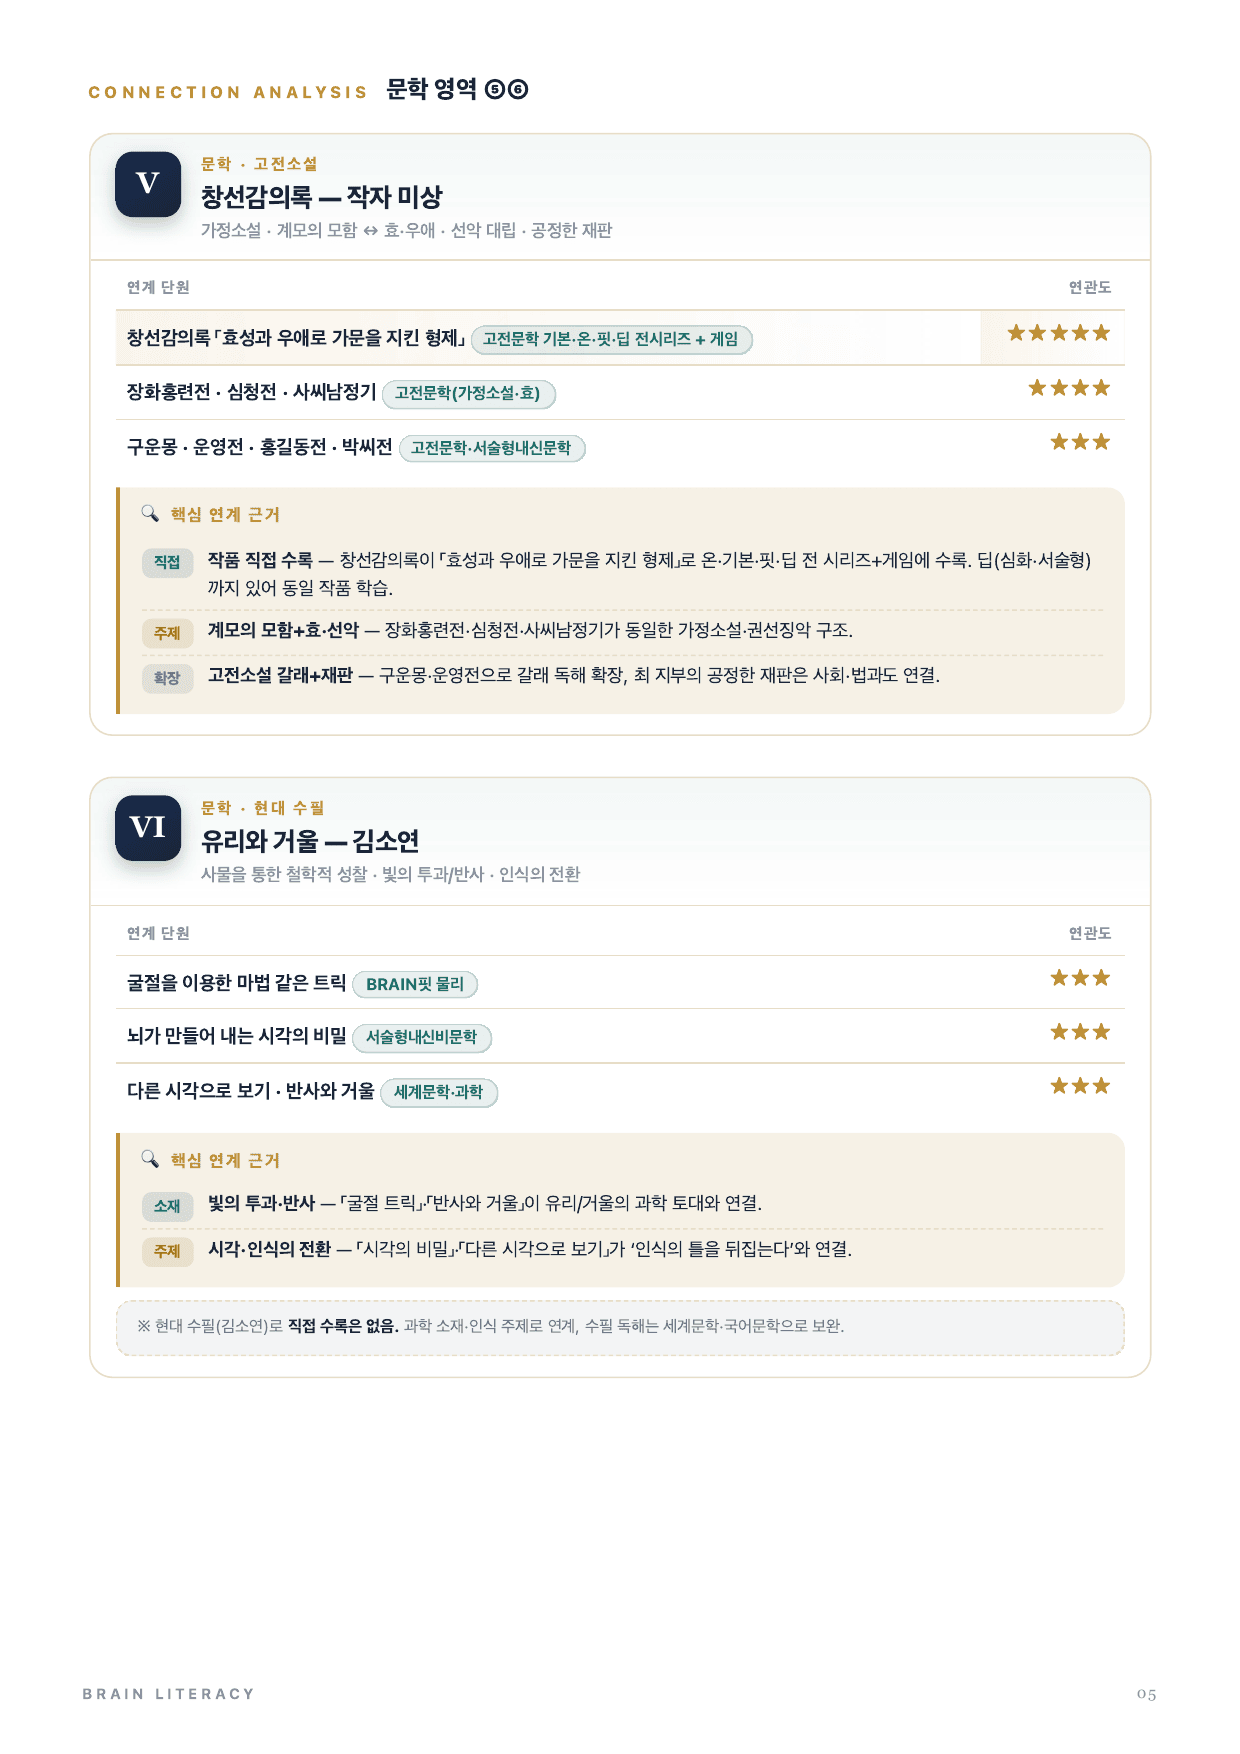 CONNECTION ANALYSIS 문학 영역 ⑤⑥
V
문학 · 고전소설
창선감의록 — 작자 미상
가정소설 · 계모의 모함 ↔ 효·우애 · 선악 대립 · 공정한 재판
연계 단원 연관도
창선감의록 「효성과 우애로 가문을 지킨 형제」 고전문학 기본·온·핏·딥 전시리즈 + 게임 ★★★★★
장화홍련전 · 심청전 · 사씨남정기 고전문학(가정소설·효) ★★★★
구운몽 · 운영전 · 홍길동전 · 박씨전 고전문학·서술형내신문학 ★★★
🔍 핵심 연계 근거
직접 작품 직접 수록 — 창선감의록이 「효성과 우애로 가문을 지킨 형제」로 온·기본·핏·딥 전 시리즈+게임에 수록. 딥(심화·서술형)
까지 있어 동일 작품 학습.
주제 계모의 모함+효·선악 — 장화홍련전·심청전·사씨남정기가 동일한 가정소설·권선징악 구조.
확장 고전소설 갈래+재판 — 구운몽·운영전으로 갈래 독해 확장, 최 지부의 공정한 재판은 사회·법과도 연결.
VI
문학 · 현대 수필
유리와 거울 — 김소연
사물을 통한 철학적 성찰 · 빛의 투과/반사 · 인식의 전환
연계 단원 연관도
굴절을 이용한 마법 같은 트릭 BRAIN핏 물리 ★★★
뇌가 만들어 내는 시각의 비밀 서술형내신비문학 ★★★
다른 시각으로 보기 · 반사와 거울 세계문학·과학 ★★★
🔍 핵심 연계 근거
소재 빛의 투과·반사 — 「굴절 트릭」·「반사와 거울」이 유리/거울의 과학 토대와 연결.
주제 시각·인식의 전환 — 「시각의 비밀」·「다른 시각으로 보기」가 ‘인식의 틀을 뒤집는다’와 연결.
※ 현대 수필(김소연)로 직접 수록은 없음. 과학 소재·인식 주제로 연계, 수필 독해는 세계문학·국어문학으로 보완.
BRAIN LITERACY 05